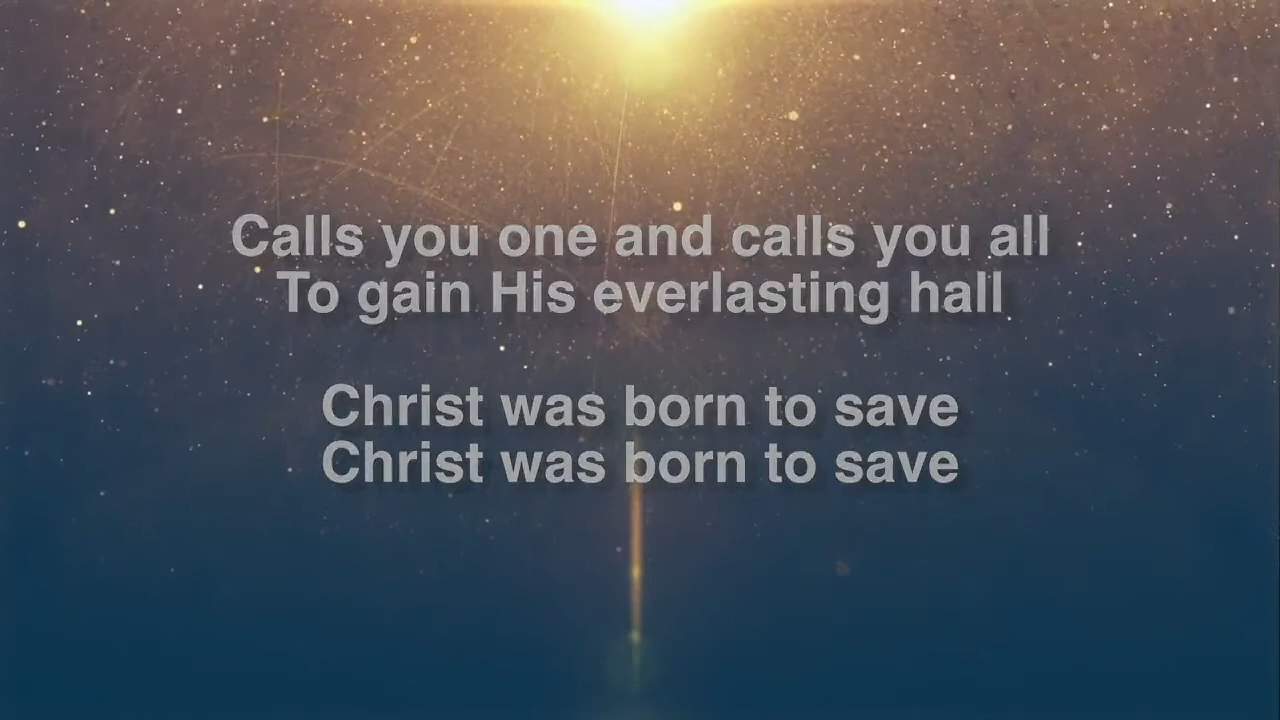 Calls you one and calls you all
To gain His everlasting hall
Christ was born to save
Christ was born to save